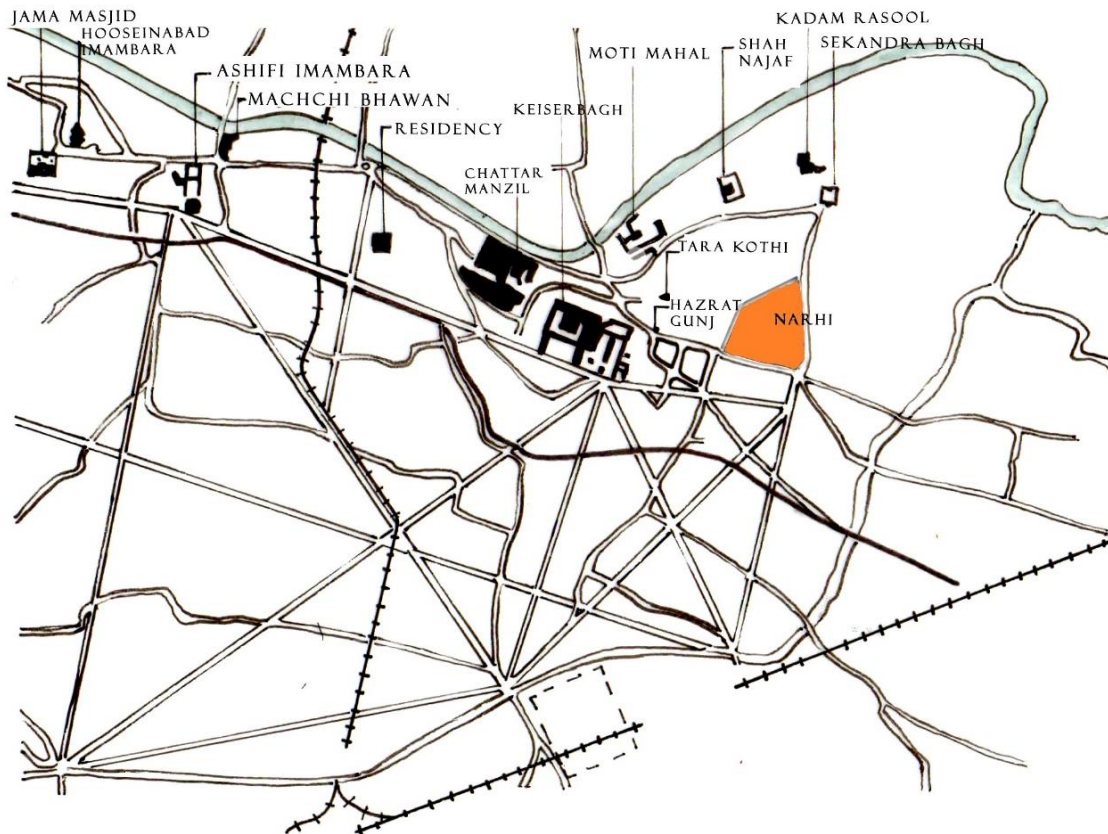 JAMA MASJID
HOOSEINABAD
IMAMBARA
ASHIFI IMAMBARA
MACHCHI BHAWAN
RESIDENCY
CHATTAR
MANZIL
KEISERBAGH
MOTI MAHAL
SHAH
NAJAF
KADAM RASOOL
SEKANDRA BAGH
TARA KOTHI
HAZRAT
GUNJ
NARHI